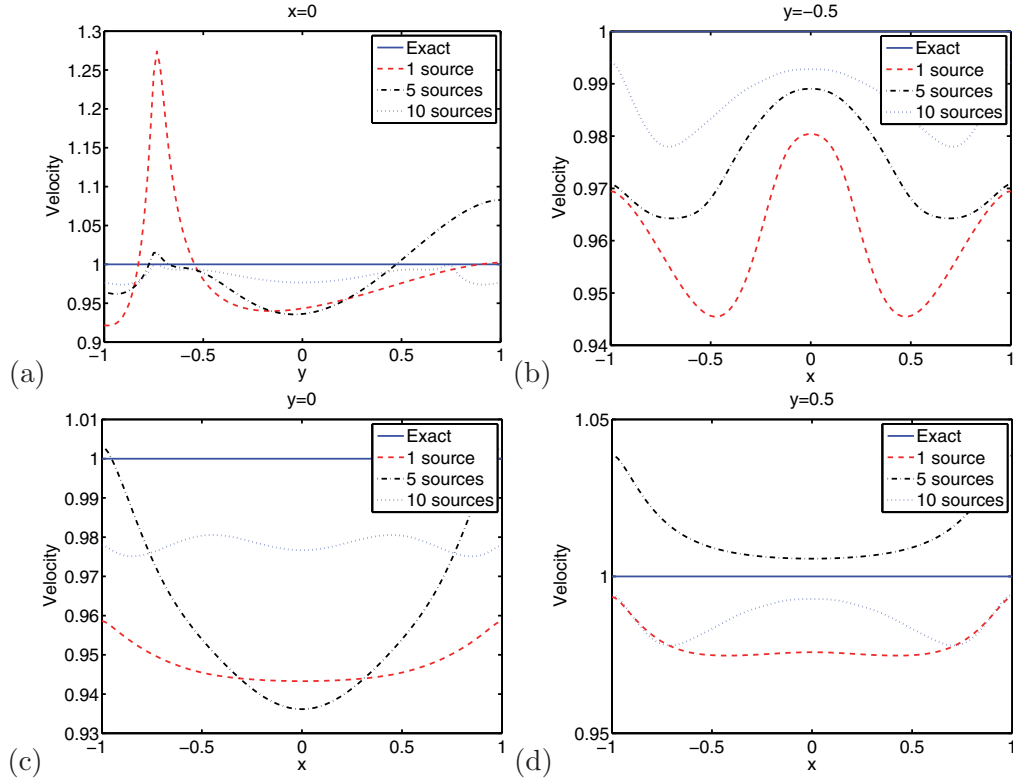 x=0
1.3
1.25
1.2
1.15
1.1
1.05
1
0.95
0.9
Velocity
Exact
1 source
5 sources
10 sources
−1
−0.5
0
0.5
1
y
(a)
y=−0.5
1
0.99
0.98
0.97
0.96
0.95
0.94
Velocity
Exact
1 source
5 sources
10 sources
−1
−0.5
0
0.5
1
x
(b)
y=0
1.01
1
0.99
0.98
0.97
0.96
0.95
0.94
0.93
Velocity
Exact
1 source
5 sources
10 sources
−1
−0.5
0
0.5
1
x
(c)
y=0.5
1.05
1
0.95
Velocity
Exact
1 source
5 sources
10 sources
−1
−0.5
0
0.5
1
x
(d)